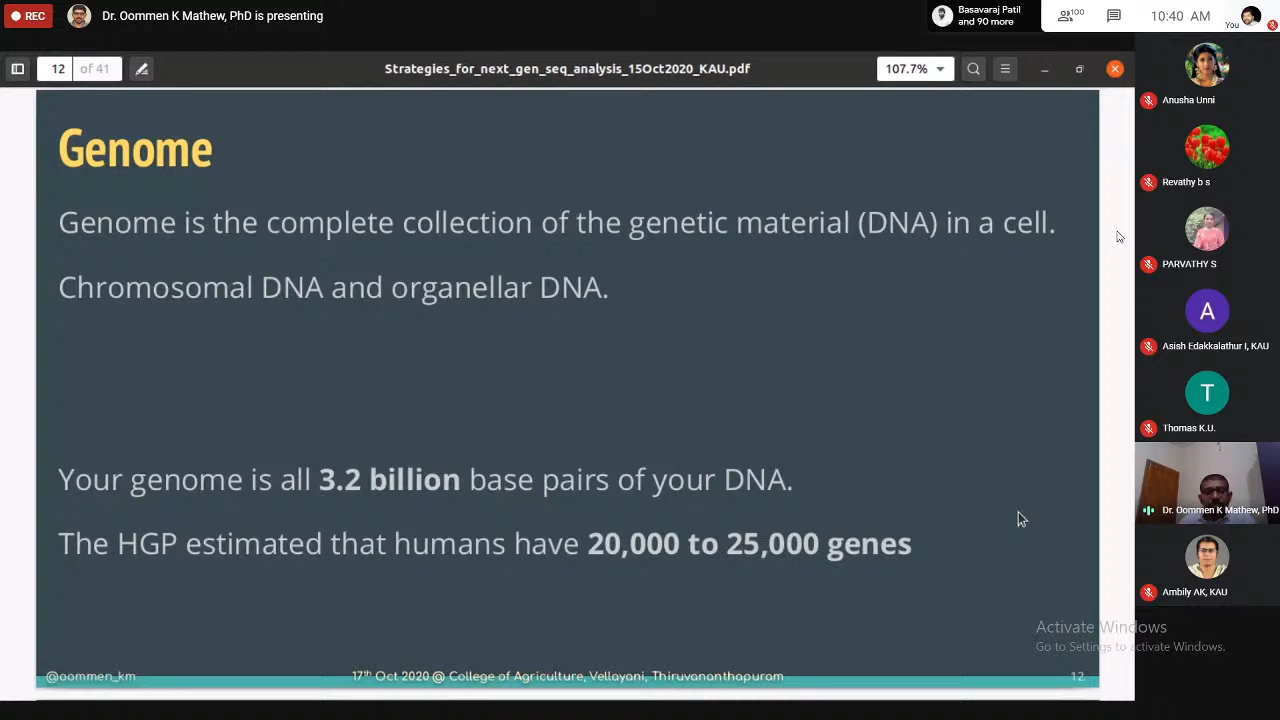 REC
Dr. Oommen K Mathew, PhD is presenting
Basavaraj Patil
and 90 more
100
10:40 AM
You
12 of 41
Strategies_for_next_gen_seq_analysis_15Oct2020_KAU.pdf
107.7%
Genome
Genome is the complete collection of the genetic material (DNA) in a cell.
Chromosomal DNA and organellar DNA.
Your genome is all 3.2 billion base pairs of your DNA.
The HGP estimated that humans have 20,000 to 25,000 genes
@oommen_km
17th Oct 2020 @ College of Agriculture, Vellayani, Thiruvananthapuram
12
Anusha Unni
Revathy b s
PARVATHY S
A
Asish Edakkalathur I, KAU
T
Thomas K.U.
Dr. Oommen K Mathew, PhD
Ambily AK, KAU
Activate Windows
Go to Settings to activate Windows.